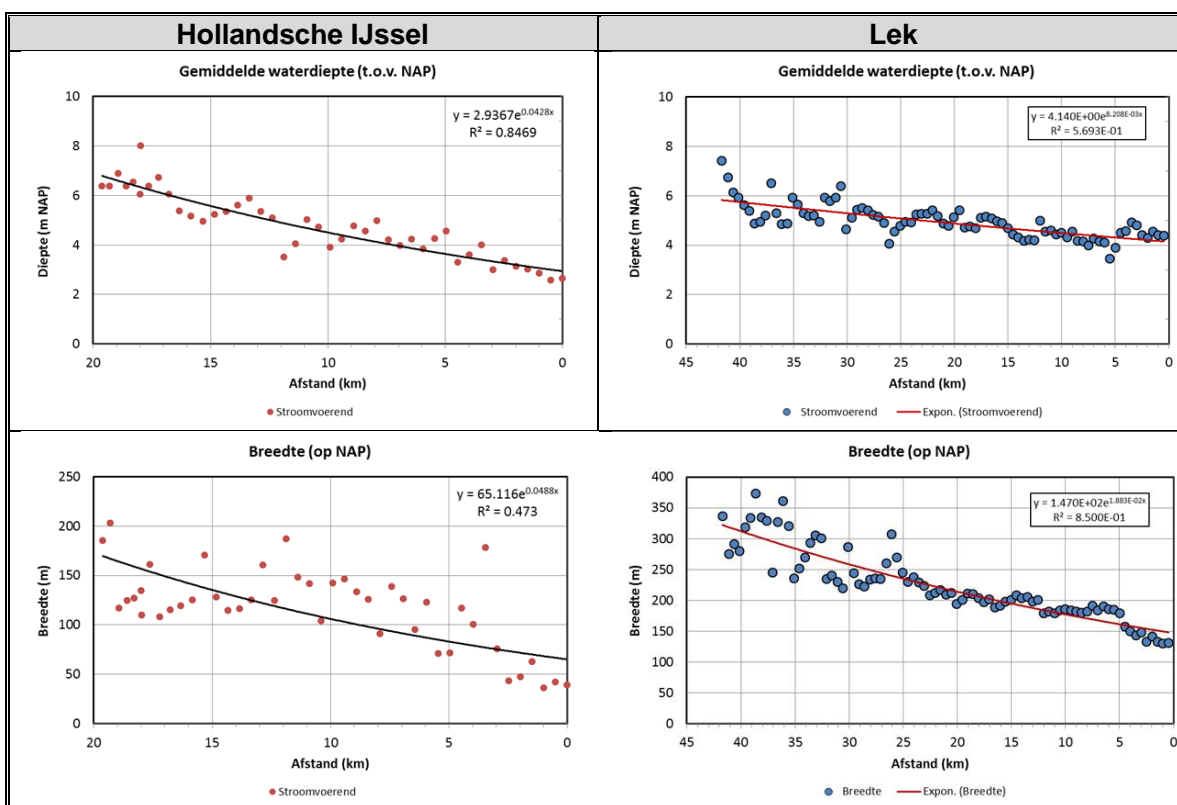 Hollandsche IJssel
Lek
Gemiddelde waterdiepte (t.o.v. NAP)
y = 2.9367e^0.0428x
R² = 0.8469
Diepte (m NAP)
10
8
6
4
2
0
20 15 10 5 0
Afstand (km)
Stroomvoerend
Gemiddelde waterdiepte (t.o.v. NAP)
y = 4.140E+00e^8.208E-03x
R² = 5.693E-01
Diepte (m NAP)
10
8
6
4
2
0
45 40 35 30 25 20 15 10 5 0
Afstand (km)
Stroomvoerend Expon. (Stroomvoerend)
Breedte (op NAP)
y = 65.116e^0.0488x
R² = 0.473
Breedte (m)
250
200
150
100
50
0
20 15 10 5 0
Afstand (km)
Stroomvoerend
Breedte (op NAP)
y = 1.470E+02e^1.883E-02x
R² = 8.500E-01
Breedte (m)
400
350
300
250
200
150
100
50
0
45 40 35 30 25 20 15 10 5 0
Afstand (km)
Breedte Expon. (Breedte)